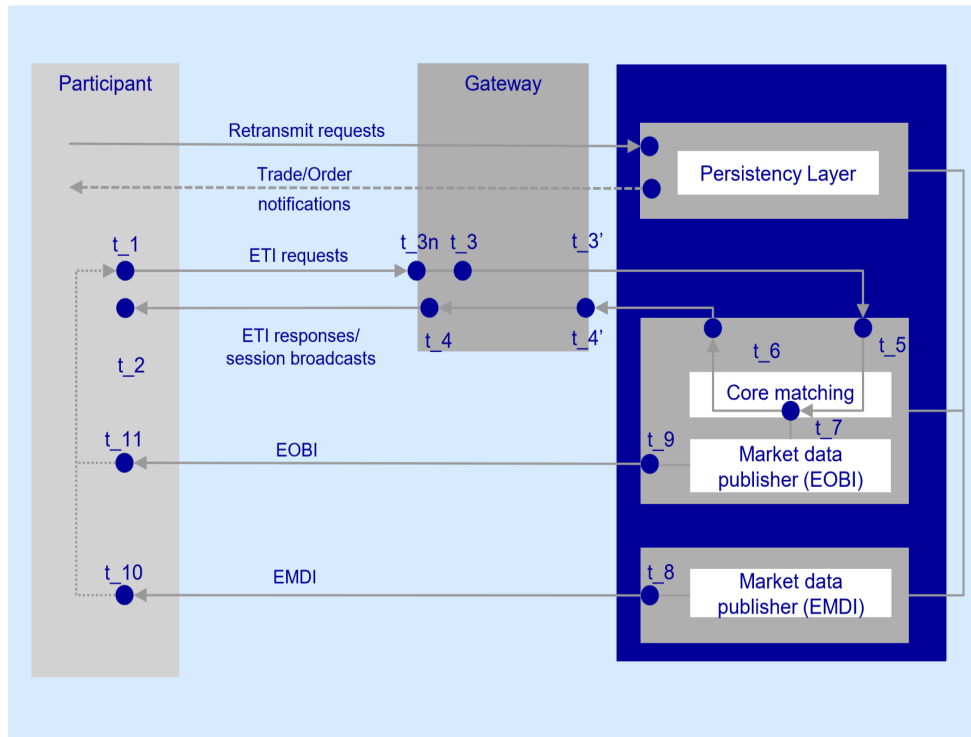 Participant
Gateway
Retransmit requests
Persistency Layer
Trade/Order
notifications
t_1
t_3n
t_3
t_3’
ETI requests
ETI responses/
session broadcasts
t_4
t_4’
t_5
t_6
t_2
Core matching
t_7
t_11
EOBI
t_9
Market data
publisher (EOBI)
t_10
EMDI
t_8
Market data
publisher (EMDI)